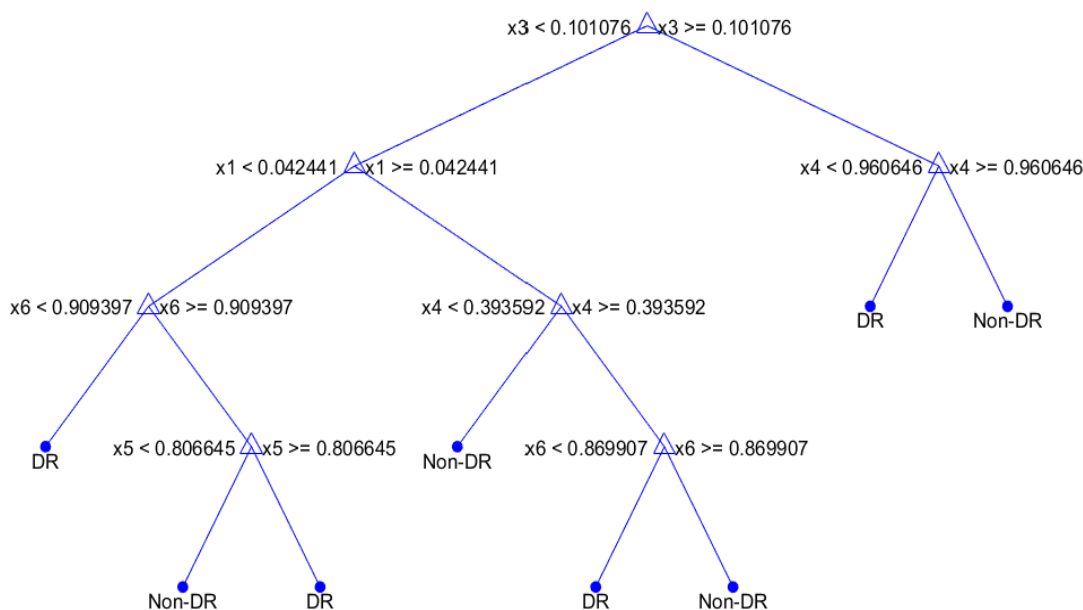 x3 < 0.101076 x3 >= 0.101076
x1 < 0.042441 x1 >= 0.042441
x4 < 0.960646 x4 >= 0.960646
x6 < 0.909397 x6 >= 0.909397
x4 < 0.393592 x4 >= 0.393592
DR
Non-DR
DR
x5 < 0.806645 x5 >= 0.806645
Non-DR
x6 < 0.869907 x6 >= 0.869907
Non-DR
DR
DR
Non-DR